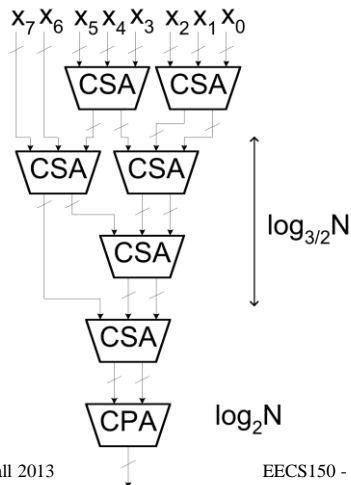 x₇ x₆ x₅ x₄ x₃ x₂ x₁ x₀
CSA CSA
CSA CSA
log₃/₂N
CSA
CSA
CPA log₂N
all 2013 EECS150 -